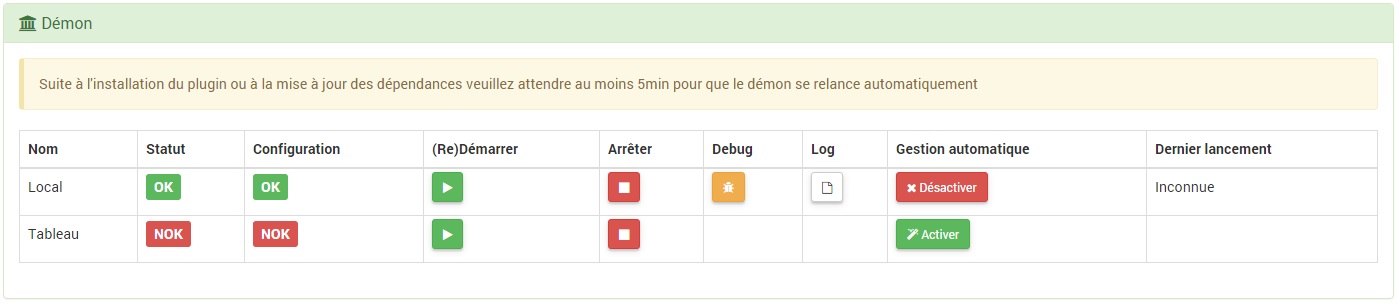 Démon
Suite à l'installation du plugin ou à la mise à jour des dépendances veuillez attendre au moins 5min pour que le démon se relance automatiquement
Nom Statut Configuration (Re)Démarrer Arrêter Debug Log Gestion automatique Dernier lancement
Local OK OK Désactiver Inconnue
Tableau NOK NOK Activer